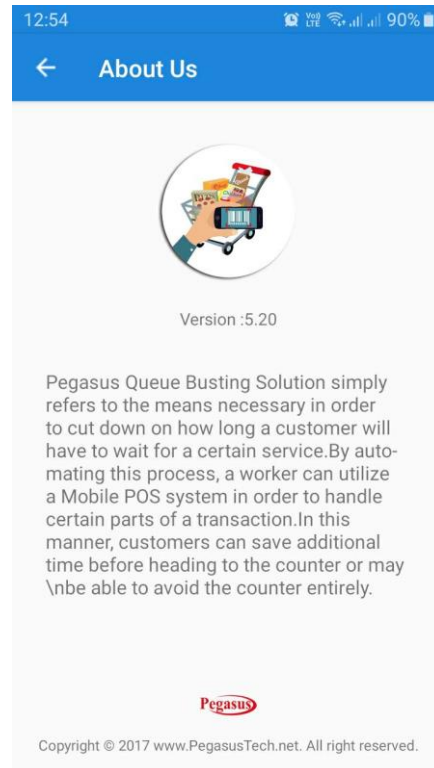 12:54
Vo)) LTE 90%
About Us
Version :5.20
Pegasus Queue Busting Solution simply
refers to the means necessary in order
to cut down on how long a customer will
have to wait for a certain service.By auto-
mating this process, a worker can utilize
a Mobile POS system in order to handle
certain parts of a transaction.In this
manner, customers can save additional
time before heading to the counter or may
\nbe able to avoid the counter entirely.
Pegasus
Copyright © 2017 www.PegasusTech.net. All right reserved.